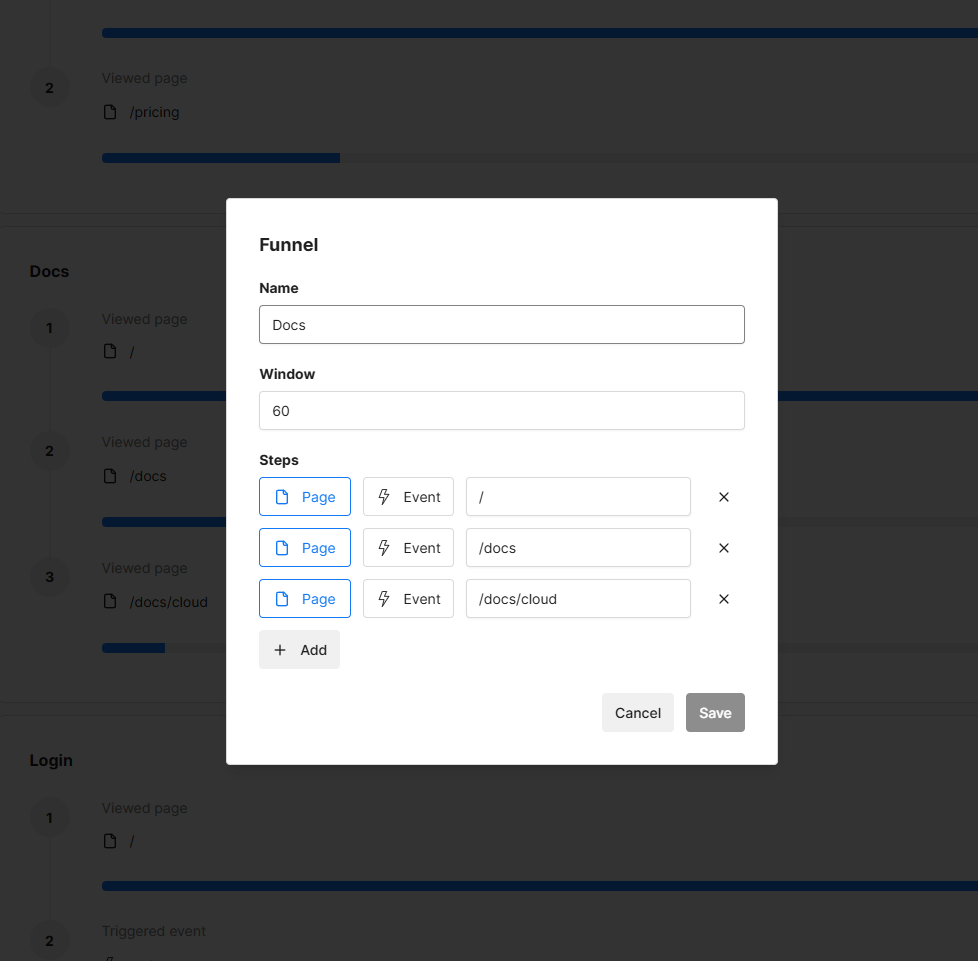 2
Viewed page
/pricing
Docs
1
Viewed page
/
2
Viewed page
/docs
3
Viewed page
/docs/cloud
Login
1
Viewed page
/
2
Triggered event
Funnel
Name
Docs
Window
60
Steps
Page Event /
Page Event /docs
Page Event /docs/cloud
Add
Cancel Save